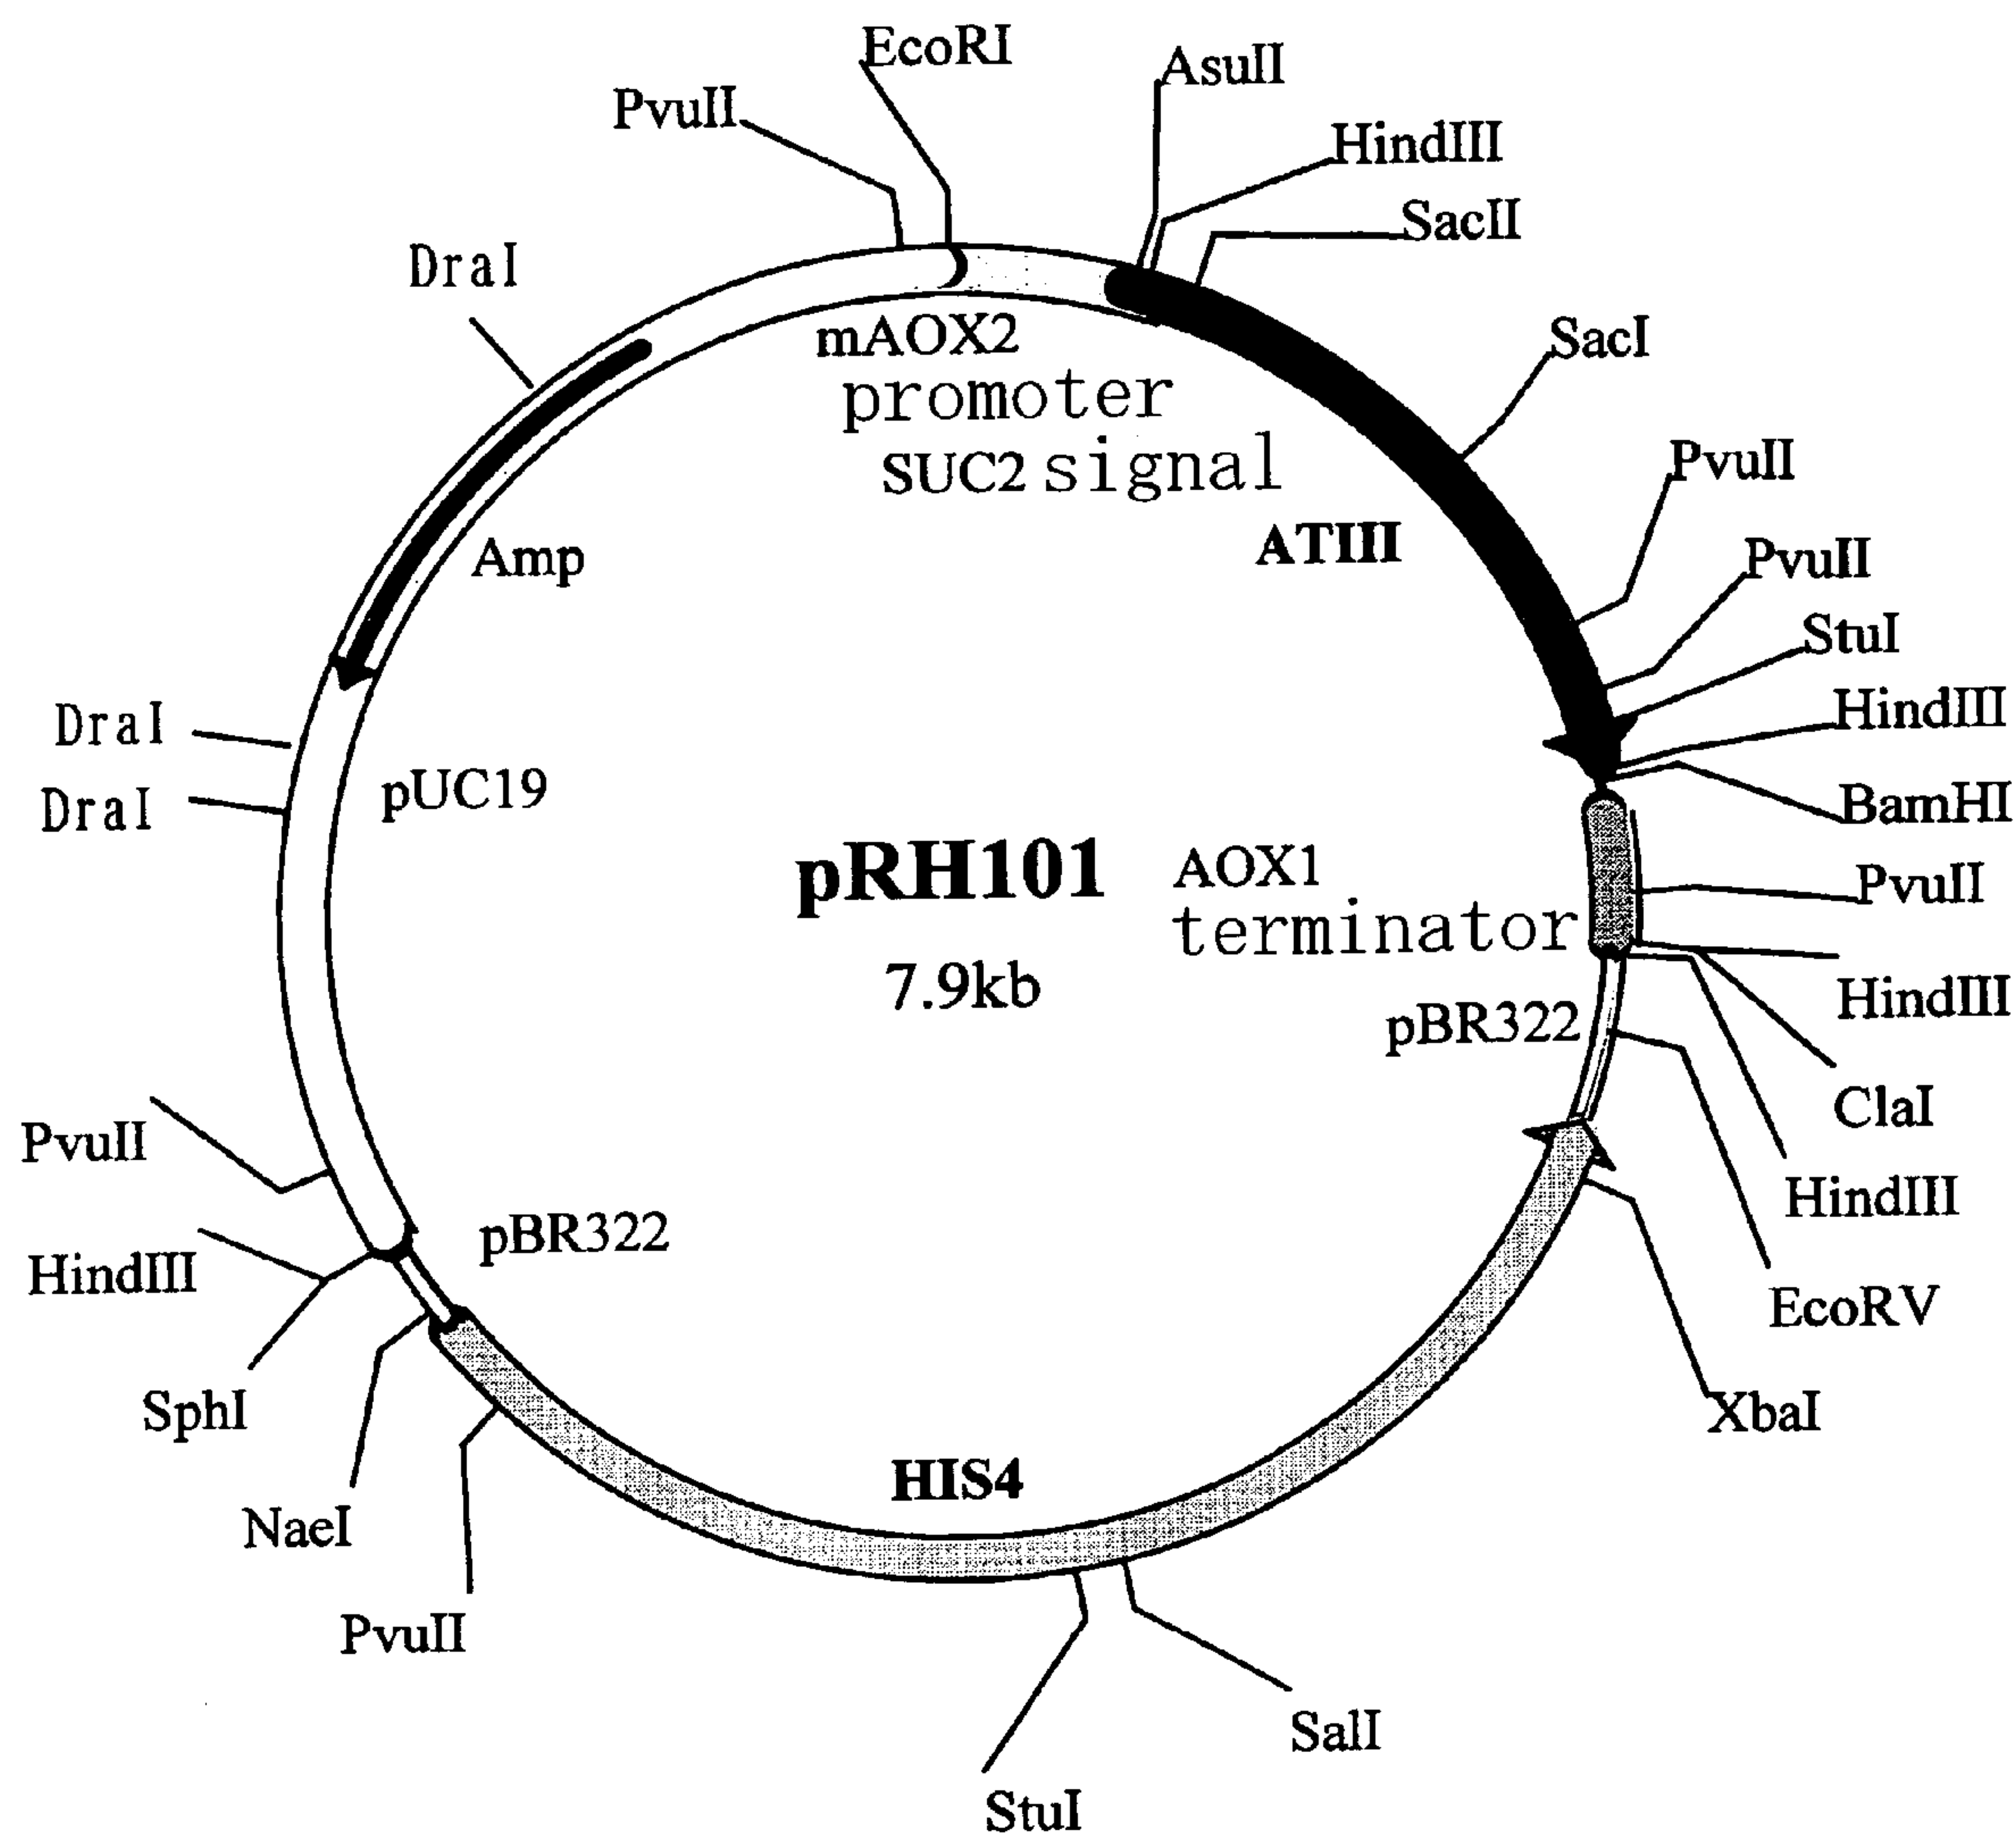 EcoRI
AsuII
PvuII
HindIII
SacII
DraI
mAOX2
promoter
SUC2 signal
SacI
PvuII
ATIII
Amp
PvuII
StuI
HindIII
DraI
pUC19
DraI
BamHI
pRH101
AOX1
terminator
PvuII
7.9kb
HindIII
pBR322
ClaI
PvuII
HindIII
pBR322
HindIII
EcoRV
SphI
XbaI
HIS4
NaeI
PvuII
SalI
StuI